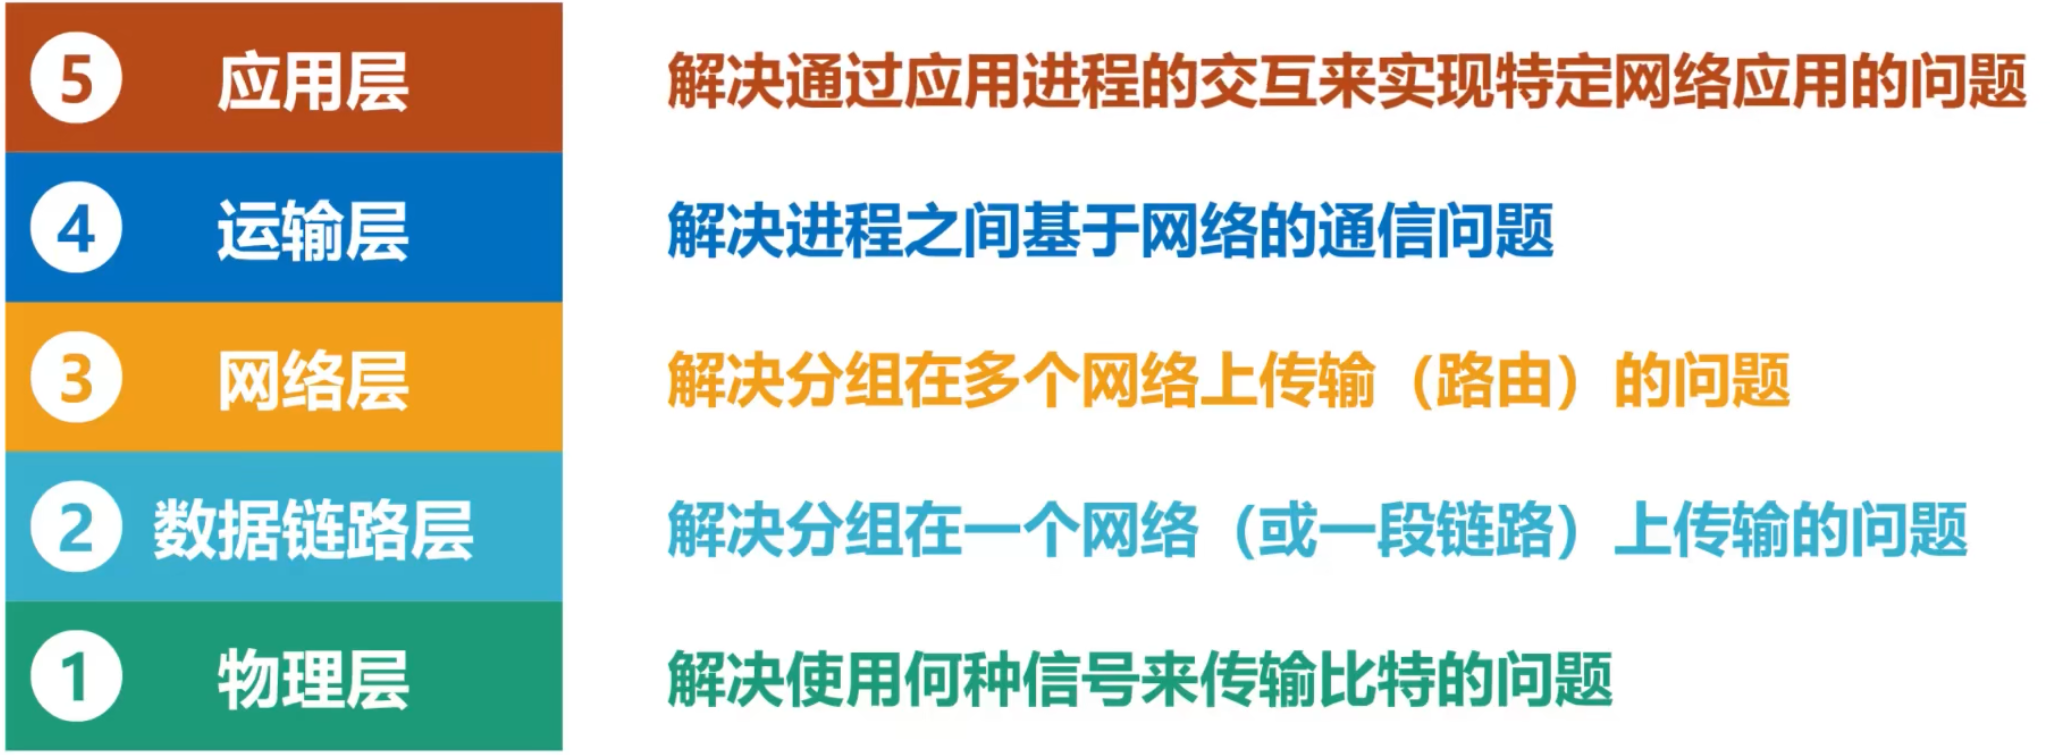 5 应用层 解决通过应用进程的交互来实现特定网络应用的问题
4 运输层 解决进程之间基于网络的通信问题
3 网络层 解决分组在多个网络上传输（路由）的问题
2 数据链路层 解决分组在一个网络（或一段链路）上传输的问题
1 物理层 解决使用何种信号来传输比特的问题